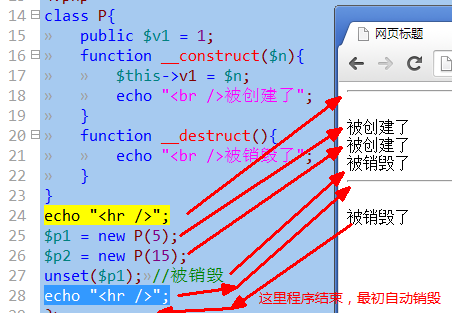 14 class P{
15 » public $v1 = 1;
16 » function __construct($n){
17 » » $this->v1 = $n;
18 » » echo "<br />被创建了";
19 » }
20 » function __destruct(){
21 » » echo "<br />被销毁了";
22 » }
23 }
24 echo "<hr />";
25 $p1 = new P(5);
26 $p2 = new P(15);
27 unset($p1);»//被销毁
28 echo "<hr />";
网页标题
被创建了
被创建了
被销毁了
被销毁了
这里程序结束，最初自动销毁